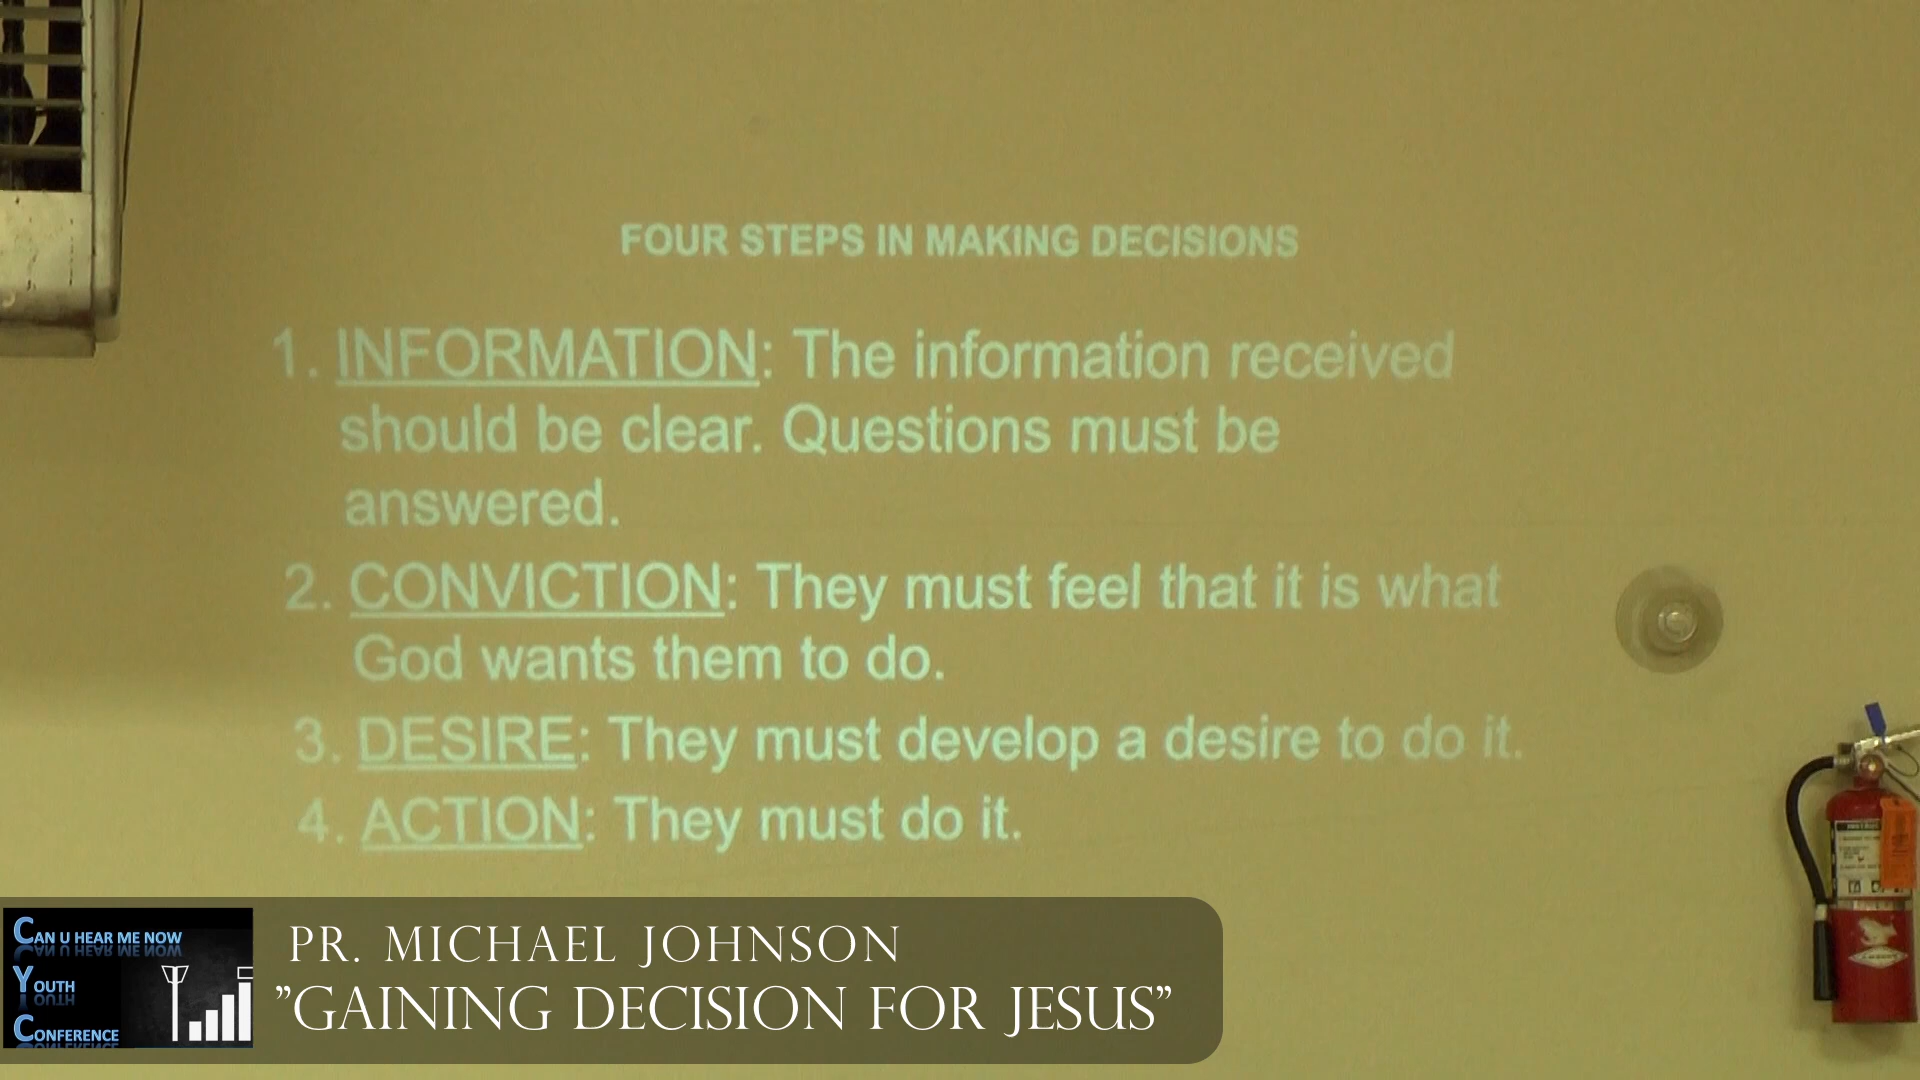 FOUR STEPS IN MAKING DECISIONS
1. INFORMATION: The information received
should be clear. Questions must be
answered.
2. CONVICTION: They must feel that it is what
God wants them to do.
3. DESIRE: They must develop a desire to do it.
4. ACTION: They must do it.
CAN U HEAR ME NOW
YOUTH
CONFERENCE
PR. MICHAEL JOHNSON
"GAINING DECISION FOR JESUS"